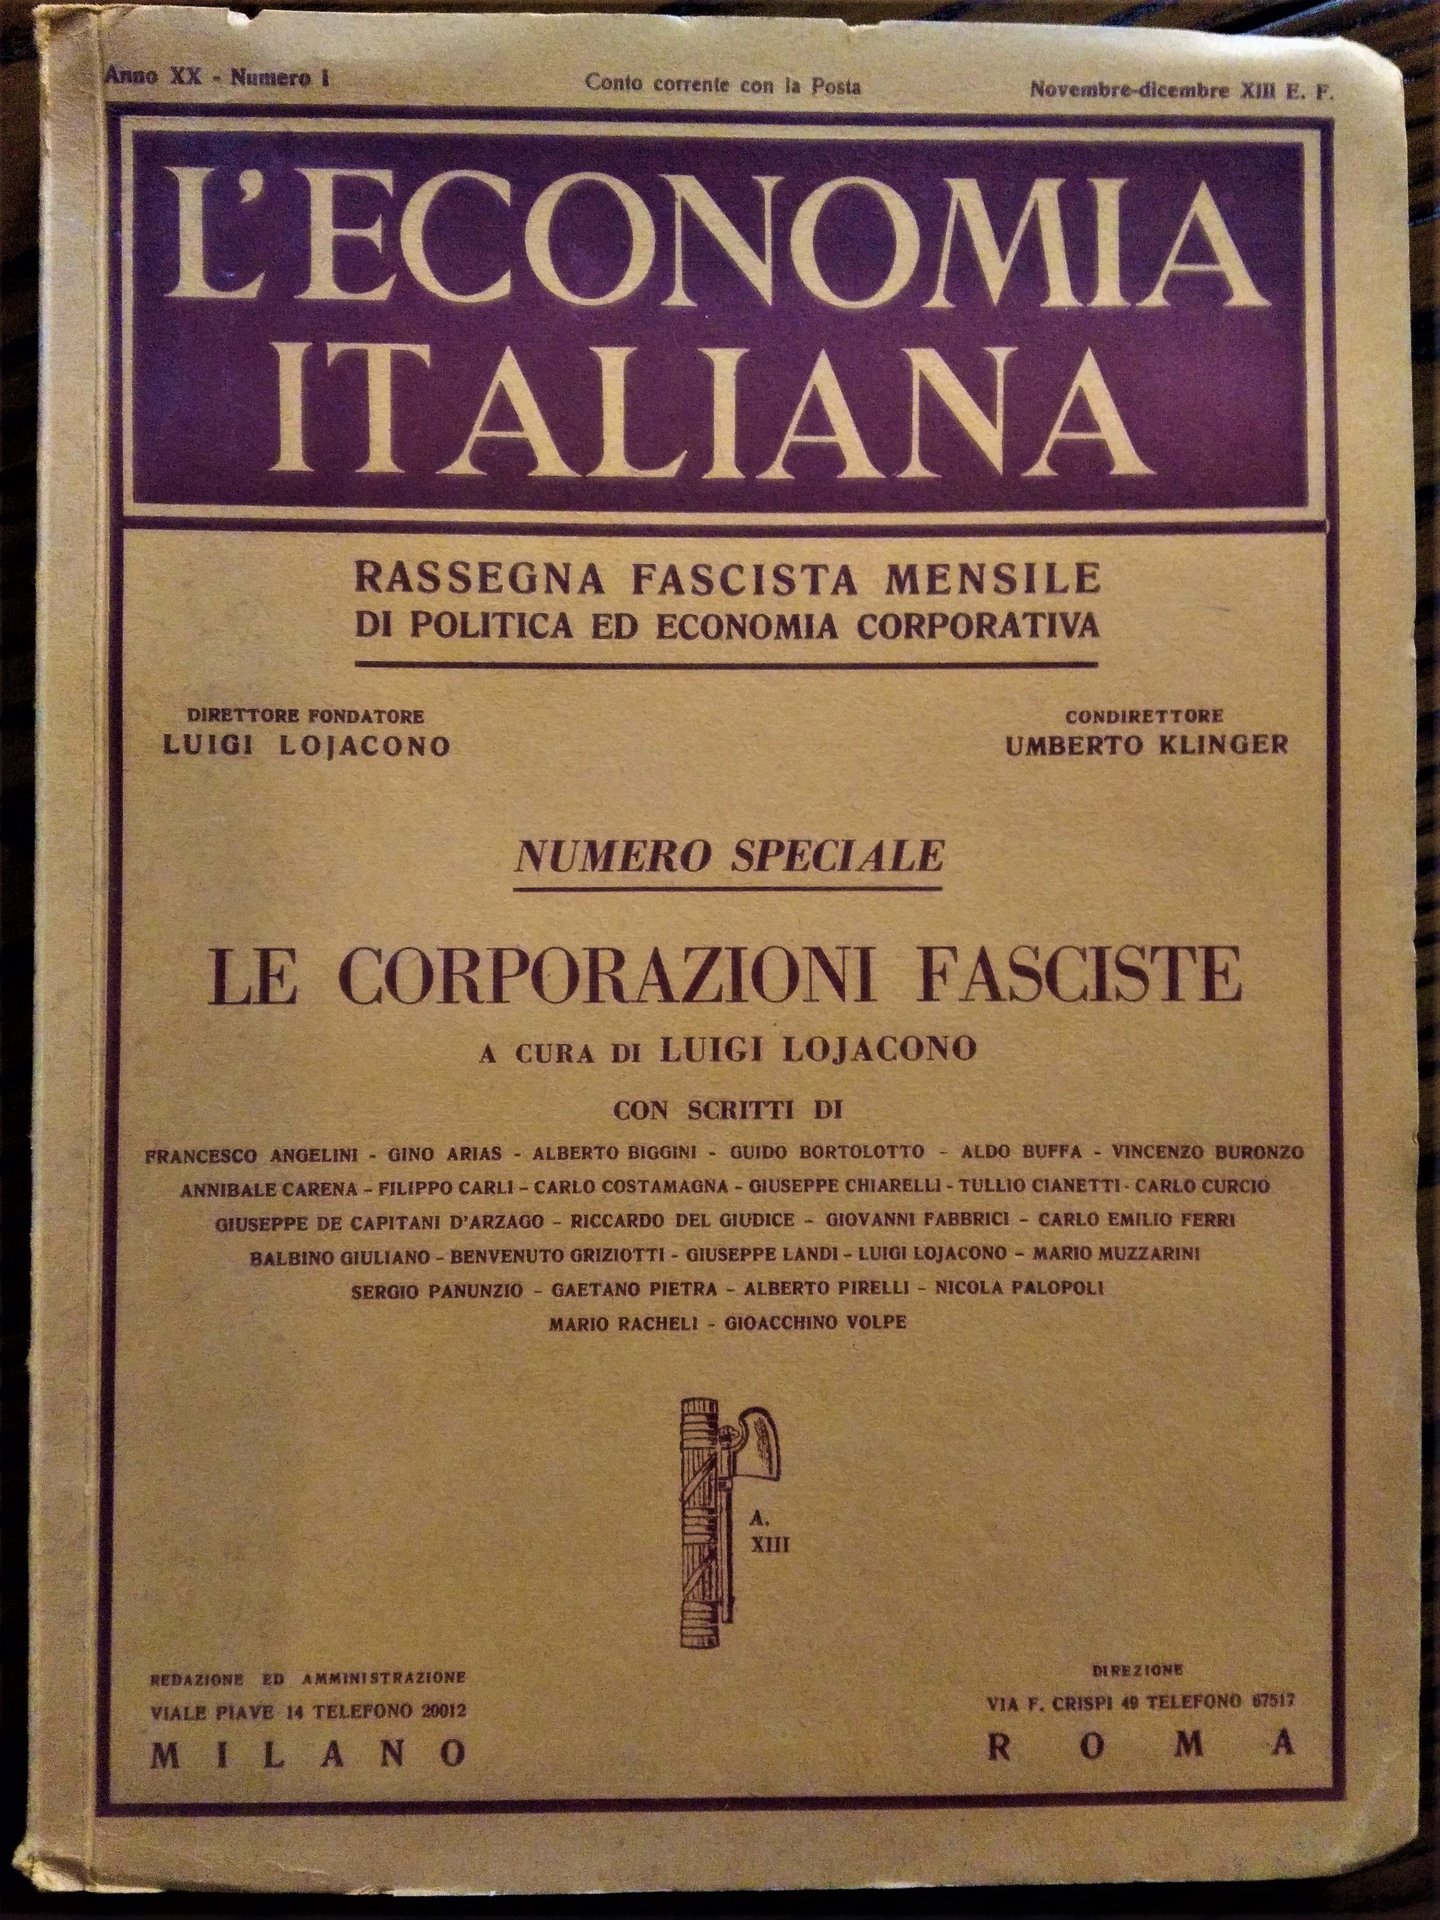 Anno XX - Numero 1
Conto corrente con la Posta
Novembre-dicembre XIII E. F.
L'ECONOMIA
ITALIANA
RASSEGNA FASCISTA MENSILE
DI POLITICA ED ECONOMIA CORPORATIVA
DIRETTORE FONDATORE
LUIGI LOJACONO
CONDIRETTORE
UMBERTO KLINGER
NUMERO SPECIALE
LE CORPORAZIONI FASCISTE
A CURA DI LUIGI LOJACONO
CON SCRITTI DI
FRANCESCO ANGELINI - GINO ARIAS - ALBERTO BIGGINI - GUIDO BORTOLOTTO - ALDO BUFFA - VINCENZO BURONZO
ANNIBALE CARENA - FILIPPO CARLI - CARLO COSTAMAGNA - GIUSEPPE CHIARELLI - TULLIO CIANETTI - CARLO CURCIO
GIUSEPPE DE CAPITANI D'ARZAGO - RICCARDO DEL GIUDICE - GIOVANNI FABBRICI - CARLO EMILIO FERRI
BALBINO GIULIANO - BENVENUTO GRIZIOTTI - GIUSEPPE LANDI - LUIGI LOJACONO - MARIO MUZZARINI
SERGIO PANUNZIO - GAETANO PIETRA - ALBERTO PIRELLI - NICOLA PALOPOLI
MARIO RACHELI - GIOACCHINO VOLPE
A.
XIII
REDAZIONE ED AMMINISTRAZIONE
VIALE PIAVE 14 TELEFONO 20012
MILANO
DIREZIONE
VIA F. CRISPI 49 TELEFONO 67517
ROMA